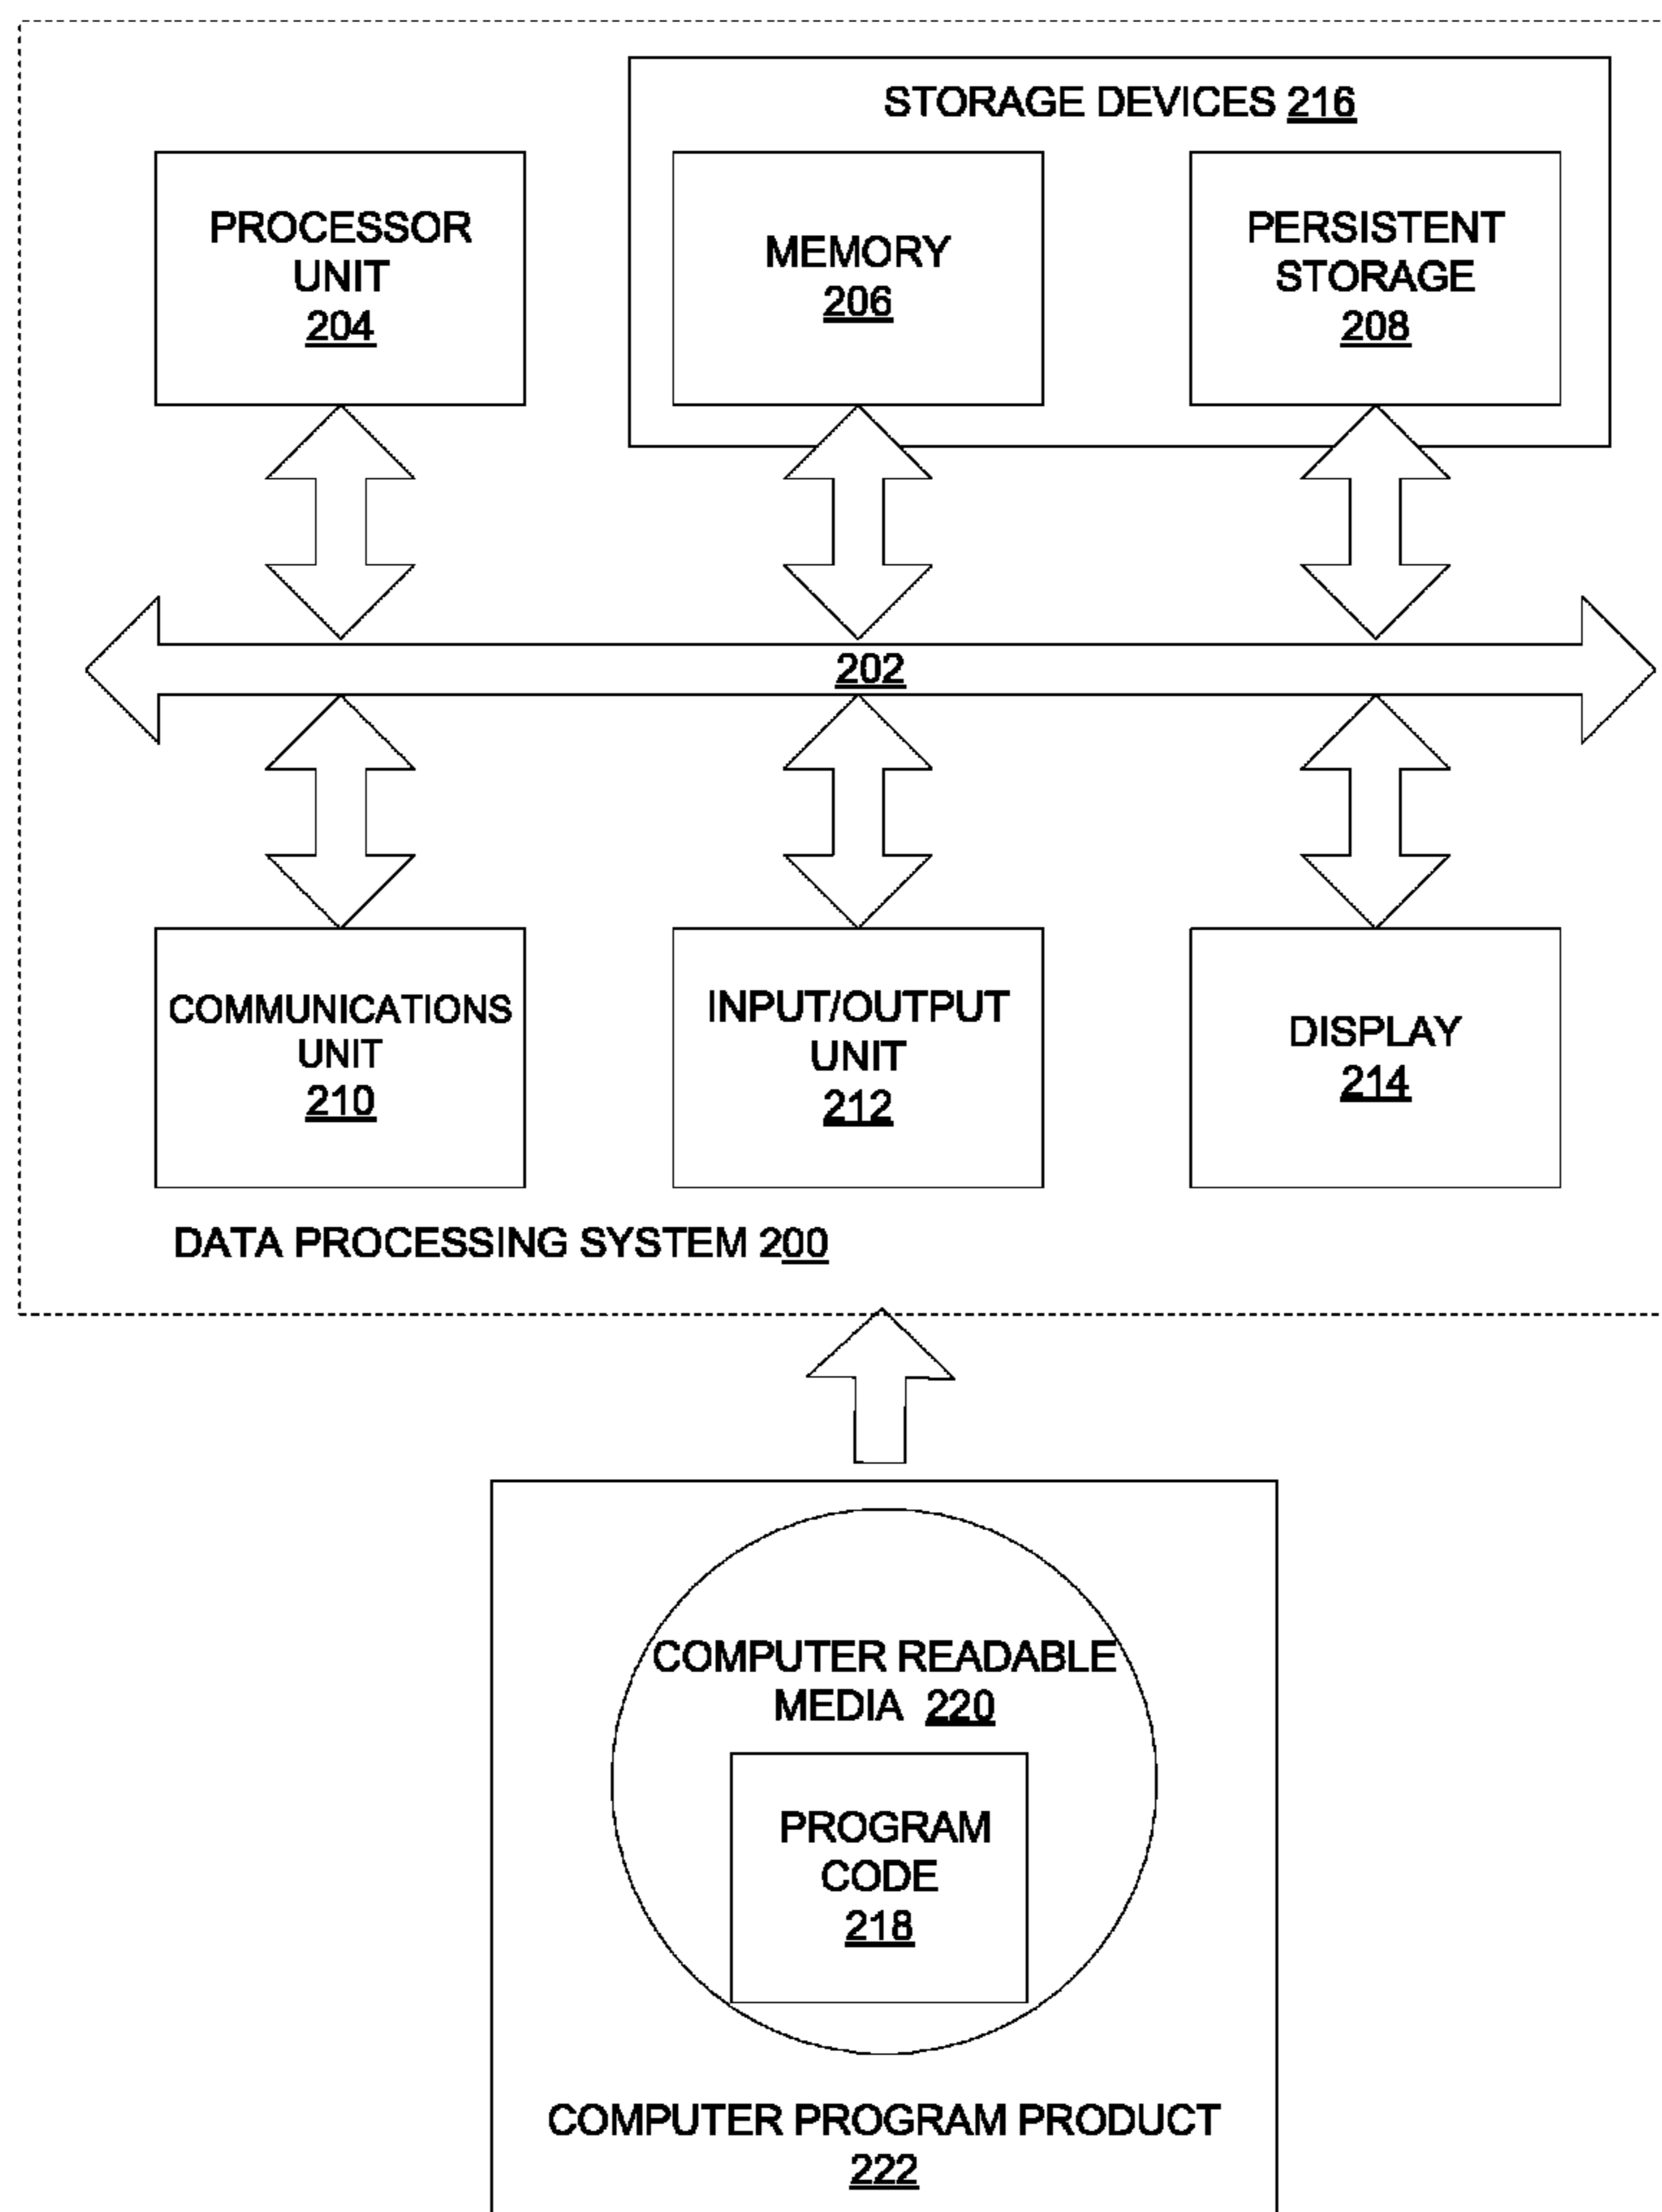 STORAGE DEVICES 216
PROCESSOR
UNIT
204
MEMORY
206
PERSISTENT
STORAGE
208
202
COMMUNICATIONS
UNIT
210
INPUT/OUTPUT
UNIT
212
DISPLAY
214
DATA PROCESSING SYSTEM 200
COMPUTER READABLE
MEDIA 220
PROGRAM
CODE
218
COMPUTER PROGRAM PRODUCT
222